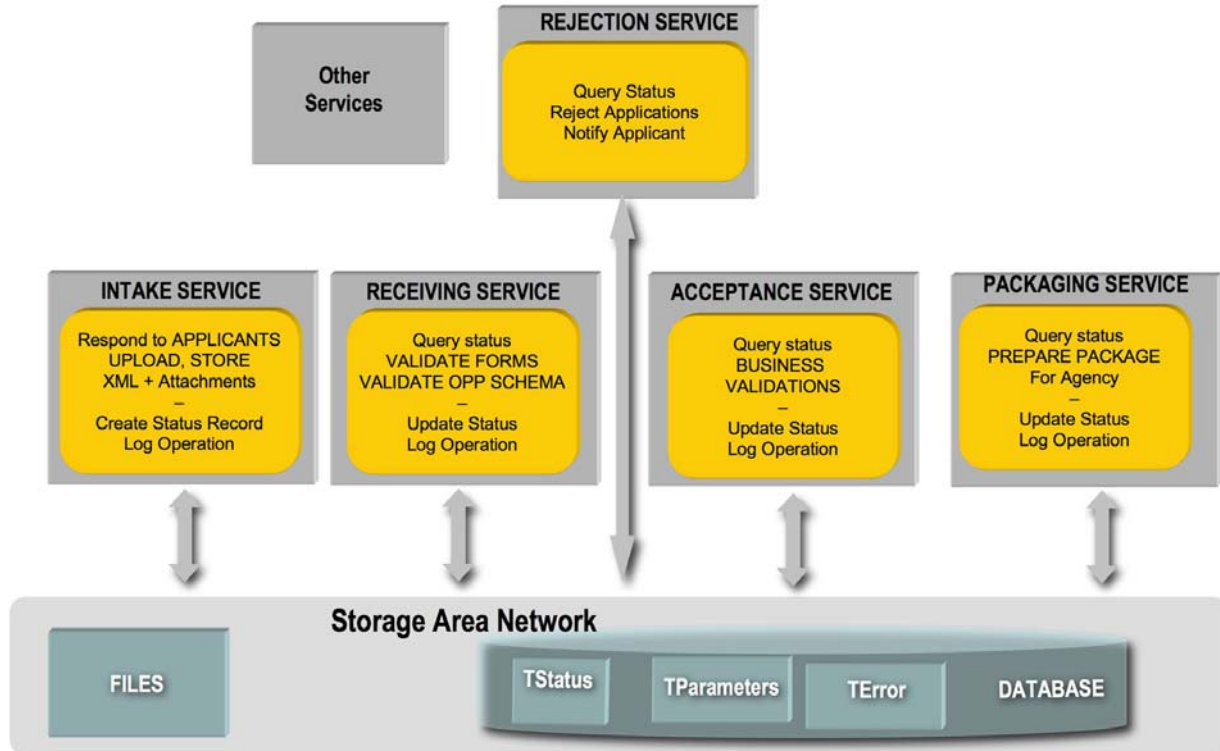 REJECTION SERVICE
Other
Services
Query Status
Reject Applications
Notify Applicant
INTAKE SERVICE
Respond to APPLICANTS
UPLOAD, STORE
XML + Attachments
–
Create Status Record
Log Operation
RECEIVING SERVICE
Query status
VALIDATE FORMS
VALIDATE OPP SCHEMA
–
Update Status
Log Operation
ACCEPTANCE SERVICE
Query status
BUSINESS
VALIDATIONS
–
Update Status
Log Operation
PACKAGING SERVICE
Query status
PREPARE PACKAGE
For Agency
–
Update Status
Log Operation
Storage Area Network
FILES
TStatus
TParameters
TError
DATABASE